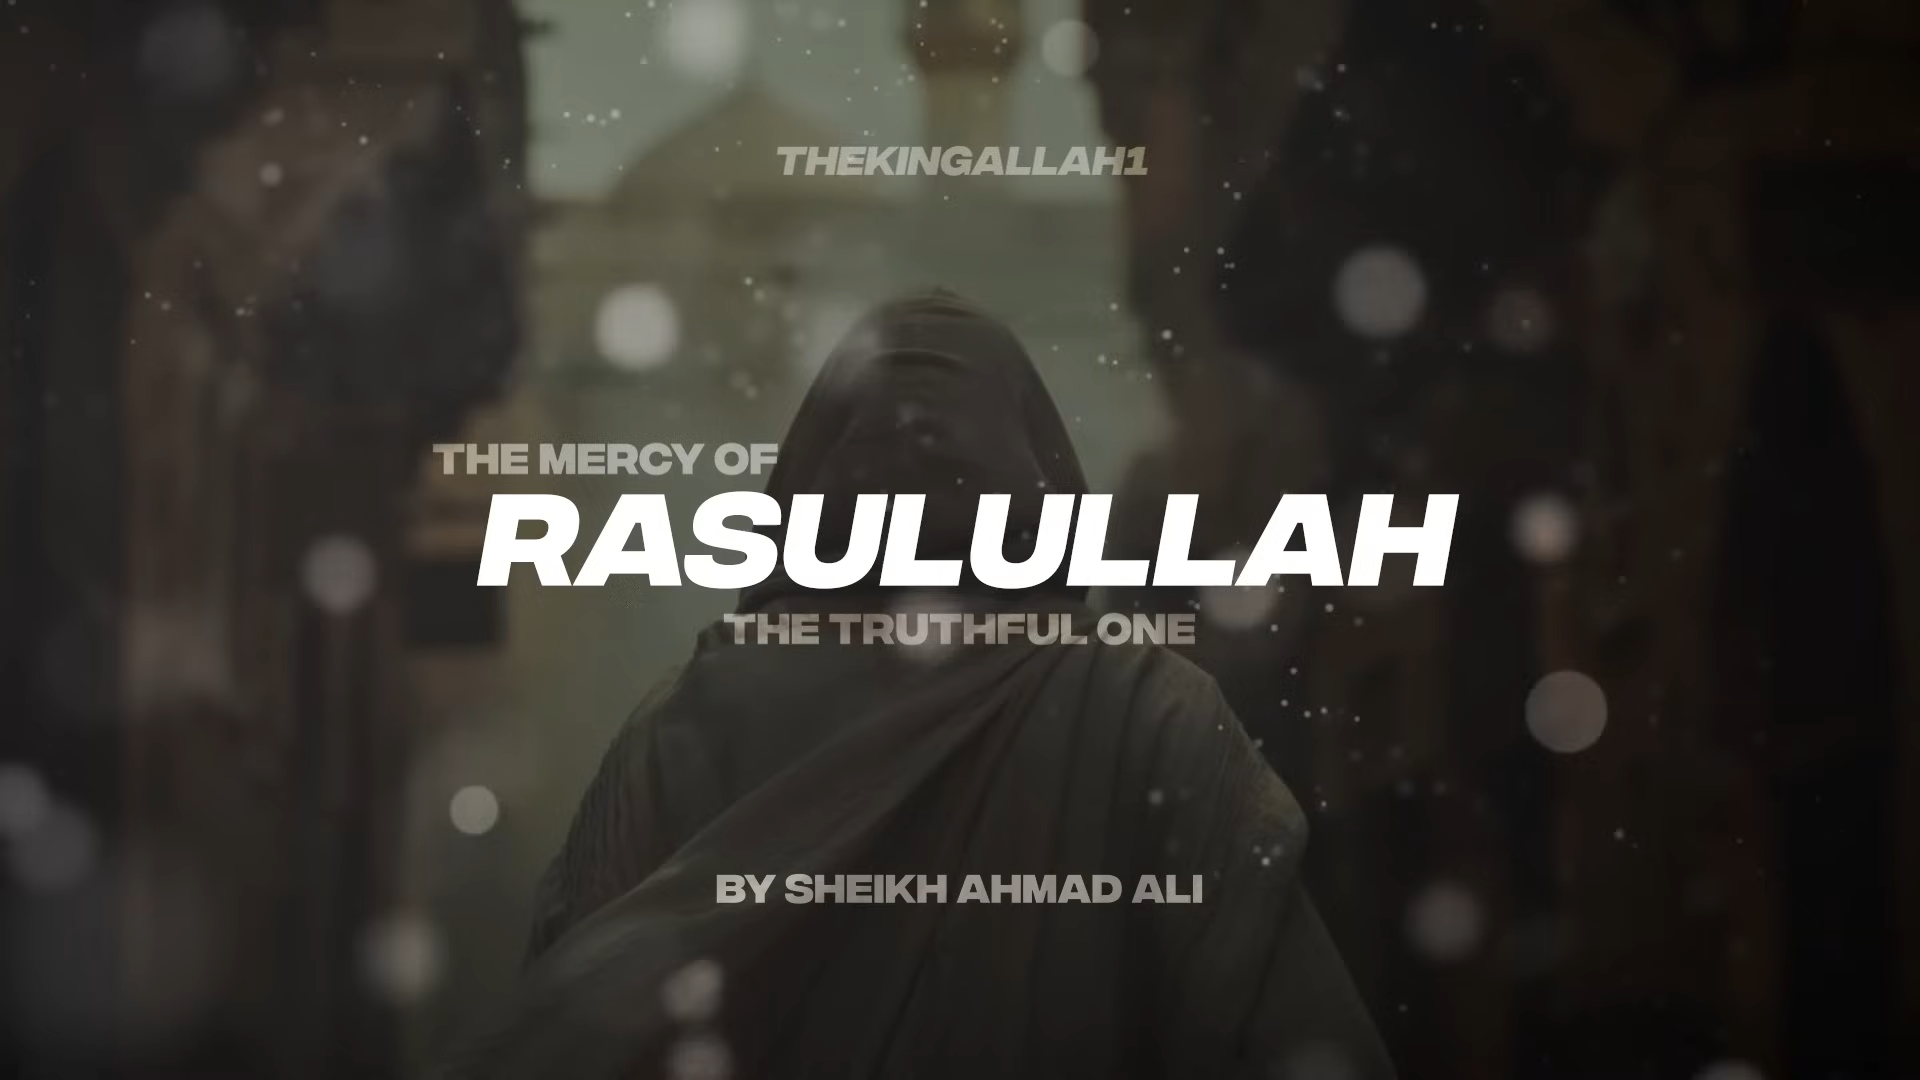 THEKINGALLAH1
THE MERCY OF
RASULULLAH
THE TRUTHFUL ONE
BY SHEIKH AHMAD ALI